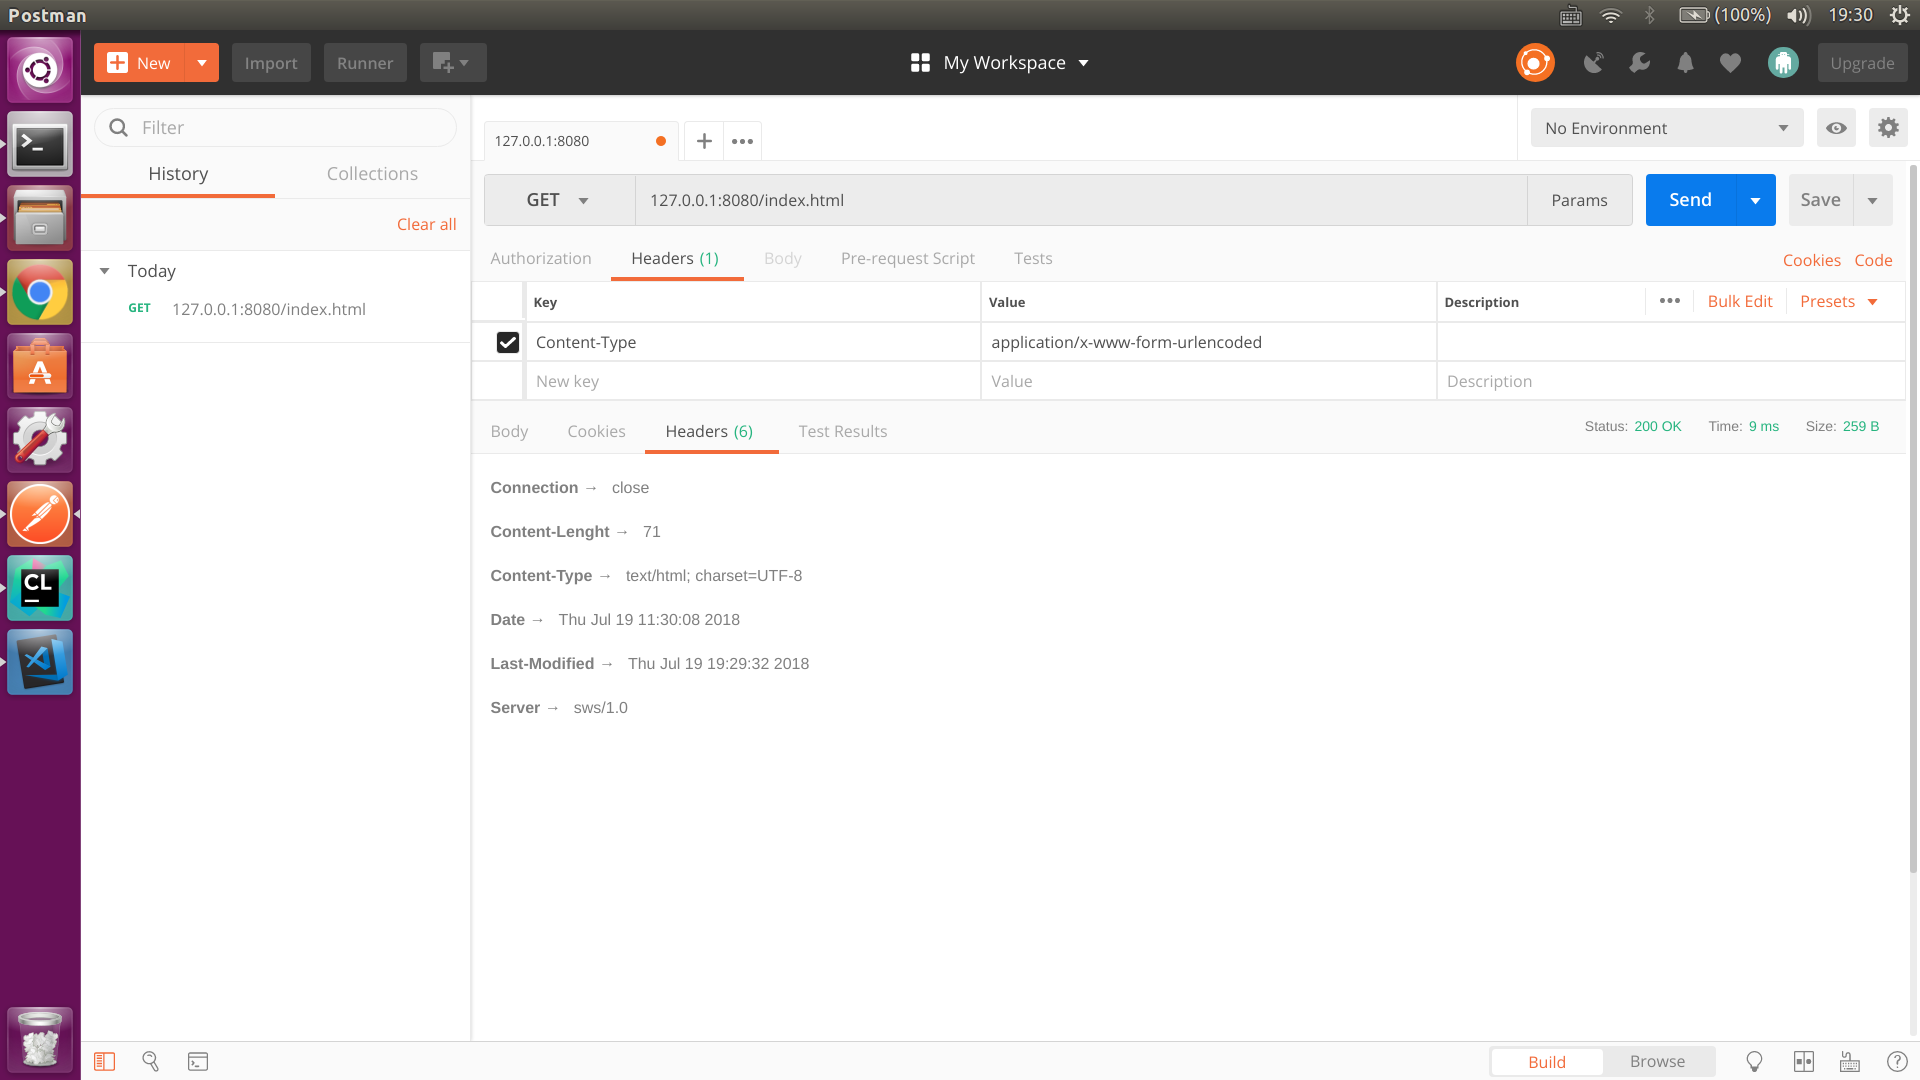 Postman
(100%) 19:30
New Import Runner My Workspace Upgrade
Filter
History Collections
Clear all
Today
GET 127.0.0.1:8080/index.html
127.0.0.1:8080
No Environment
GET 127.0.0.1:8080/index.html Params Send Save
Authorization Headers (1) Body Pre-request Script Tests Cookies Code
Key Value Description Bulk Edit Presets
Content-Type application/x-www-form-urlencoded
New key Value Description
Body Cookies Headers (6) Test Results Status: 200 OK Time: 9 ms Size: 259 B
Connection → close
Content-Lenght → 71
Content-Type → text/html; charset=UTF-8
Date → Thu Jul 19 11:30:08 2018
Last-Modified → Thu Jul 19 19:29:32 2018
Server → sws/1.0
CL
Build Browse